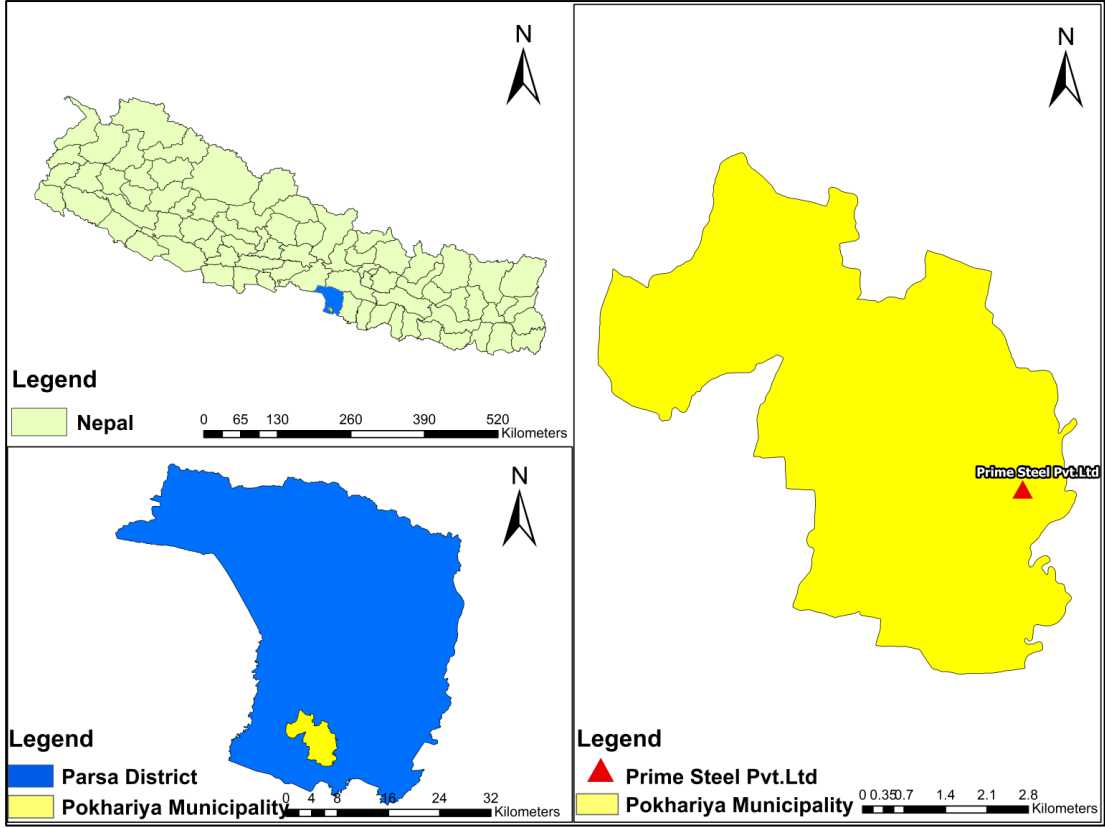 N
Legend
Nepal
0 65 130 260 390 520
Kilometers
N
Legend
Parsa District
Pokhariya Municipality
0 4 8 16 24 32
Kilometers
N
Prime Steel Pvt.Ltd
Legend
Prime Steel Pvt.Ltd
Pokhariya Municipality
0 0.350.7 1.4 2.1 2.8
Kilometers